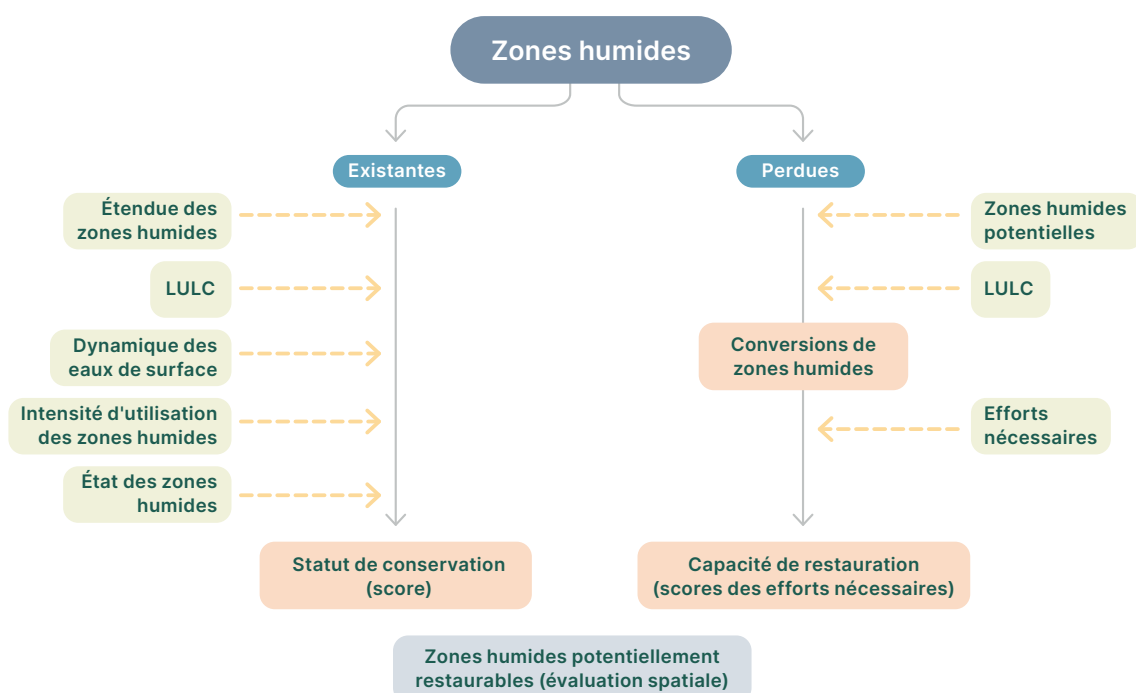 Zones humides
Existantes
Perdues
Étendue des
zones humides
LULC
Dynamique des
eaux de surface
Intensité d'utilisation
des zones humides
État des zones
humides
Zones humides
potentielles
LULC
Conversions de
zones humides
Efforts
nécessaires
Statut de conservation
(score)
Capacité de restauration
(scores des efforts nécessaires)
Zones humides potentiellement
restaurables (évaluation spatiale)